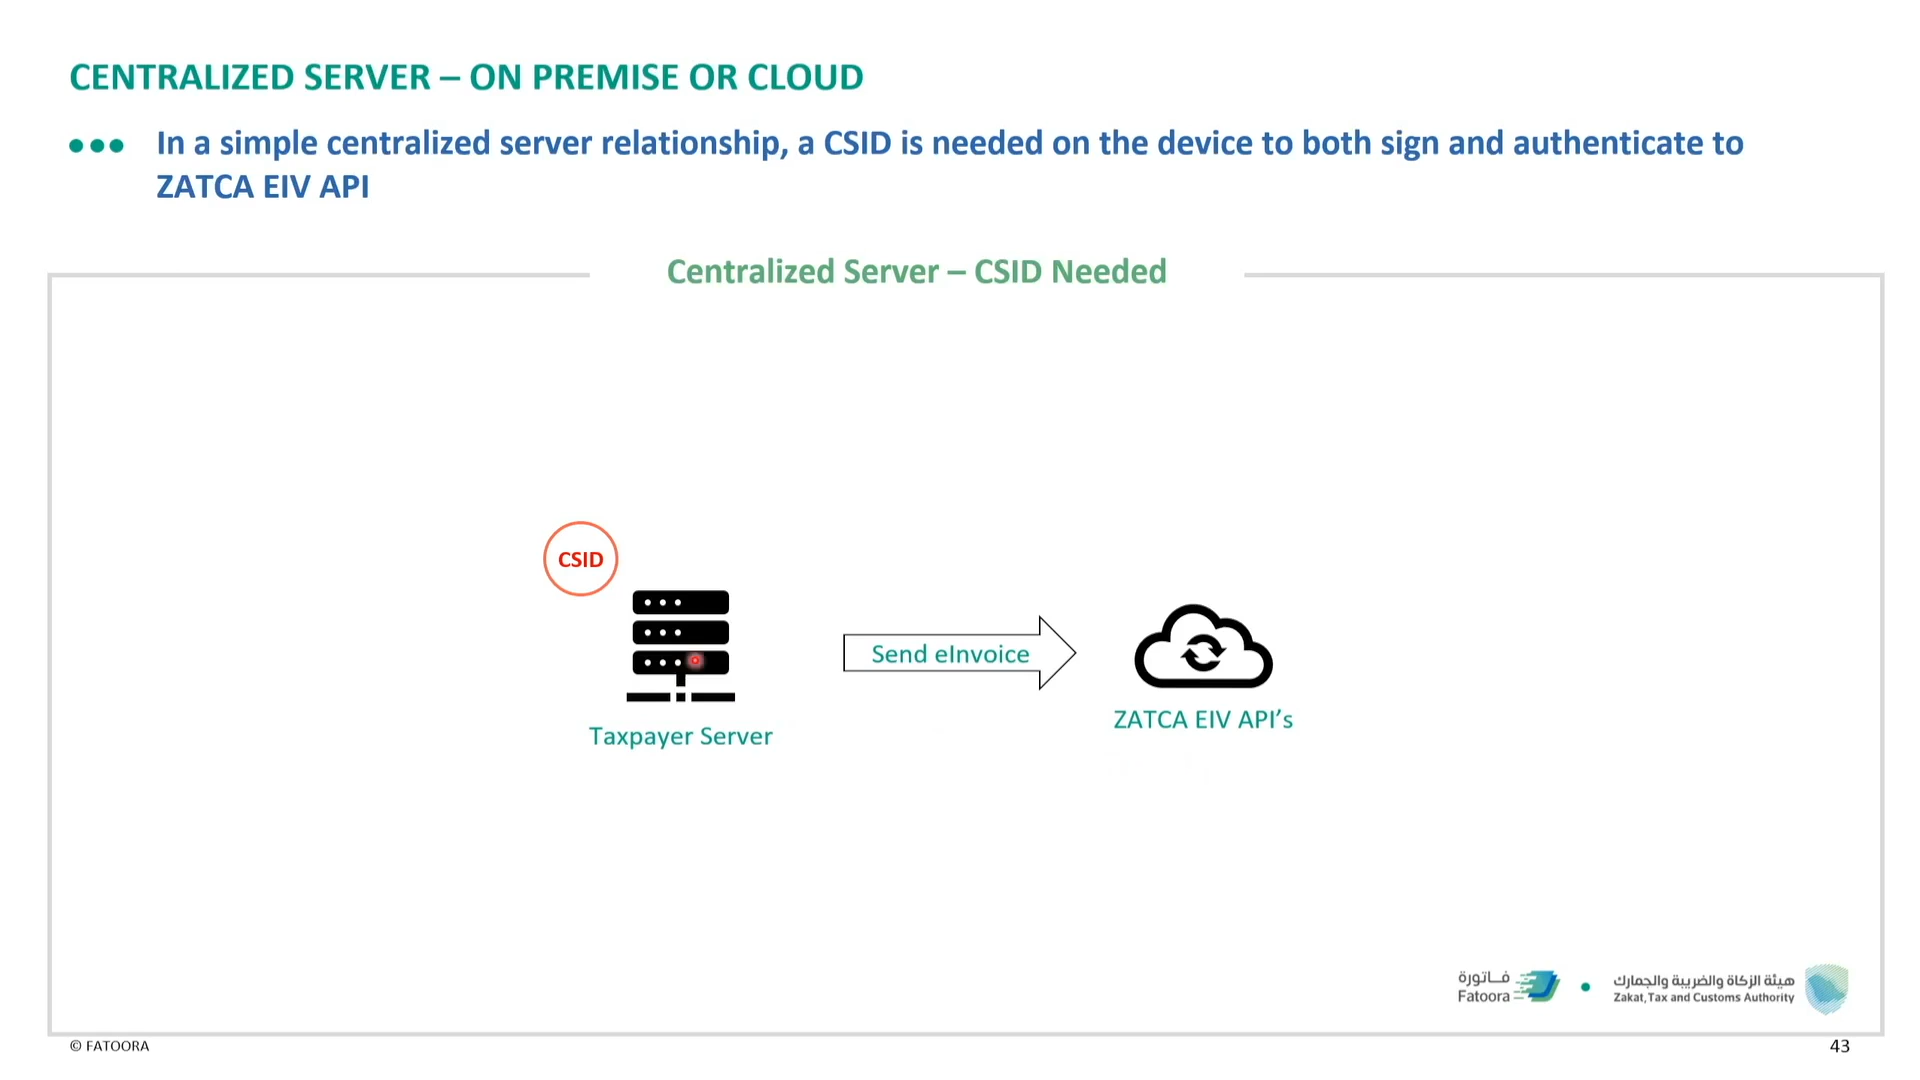 CENTRALIZED SERVER – ON PREMISE OR CLOUD
In a simple centralized server relationship, a CSID is needed on the device to both sign and authenticate to
ZATCA EIV API
Centralized Server – CSID Needed
CSID
Send eInvoice
Taxpayer Server
ZATCA EIV API’s
فـاتورة
Fatoora
هيئة الزكاة والضريبة والجمارك
Zakat, Tax and Customs Authority
© FATOORA
43